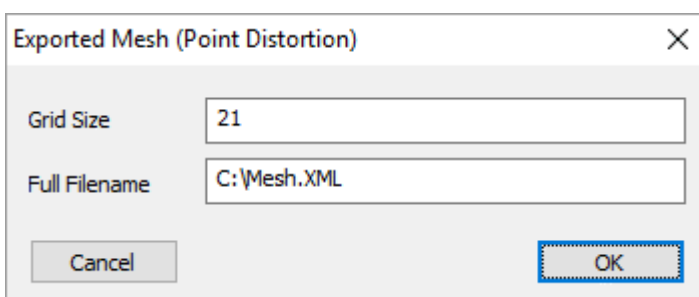 Exported Mesh (Point Distortion)
Grid Size 21
Full Filename C:\Mesh.XML
Cancel OK